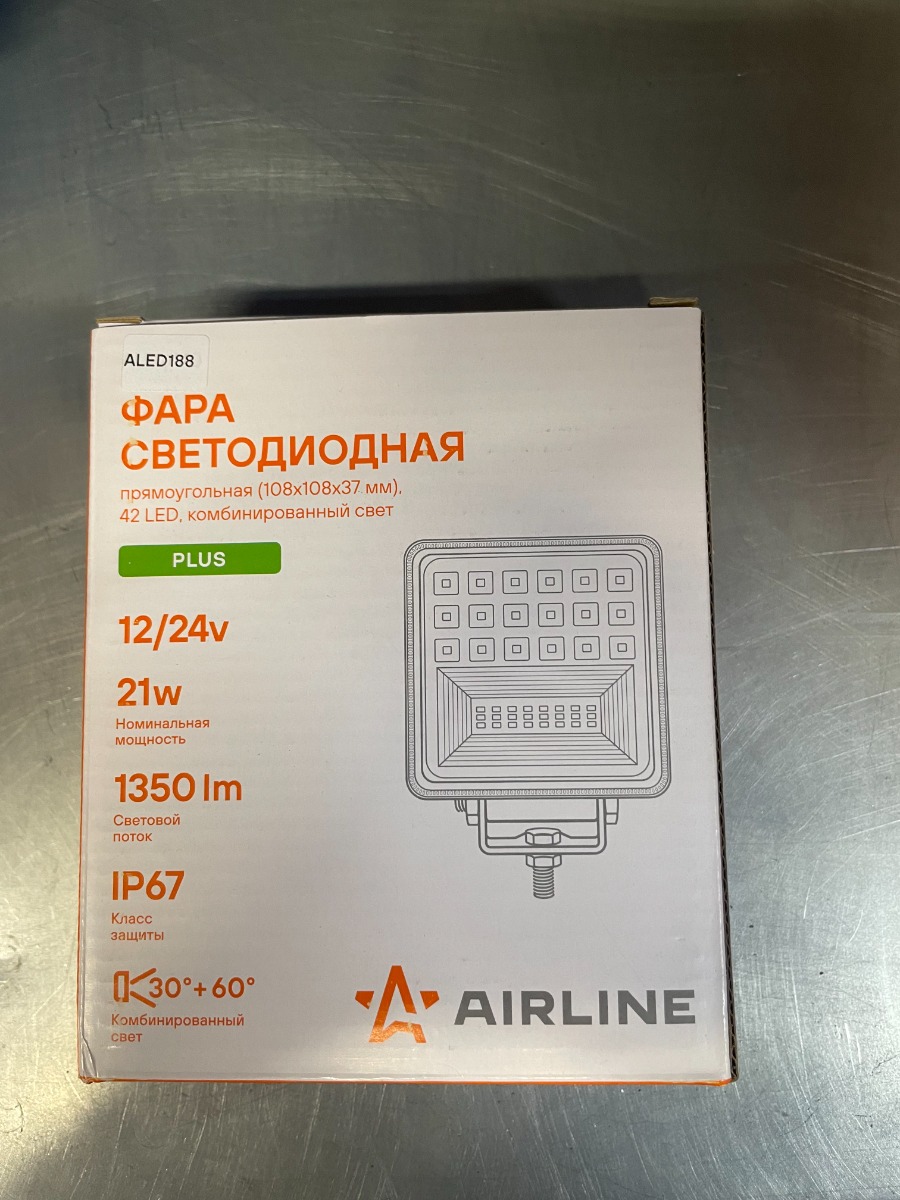 ALED188
ФАРА
СВЕТОДИОДНАЯ
прямоугольная (108x108x37 мм),
42 LED, комбинированный свет
PLUS
12/24v
21w
Номинальная
мощность
1350 lm
Световой
поток
IP67
Класс
защиты
30°+60°
Комбинированный
свет
AIRLINE